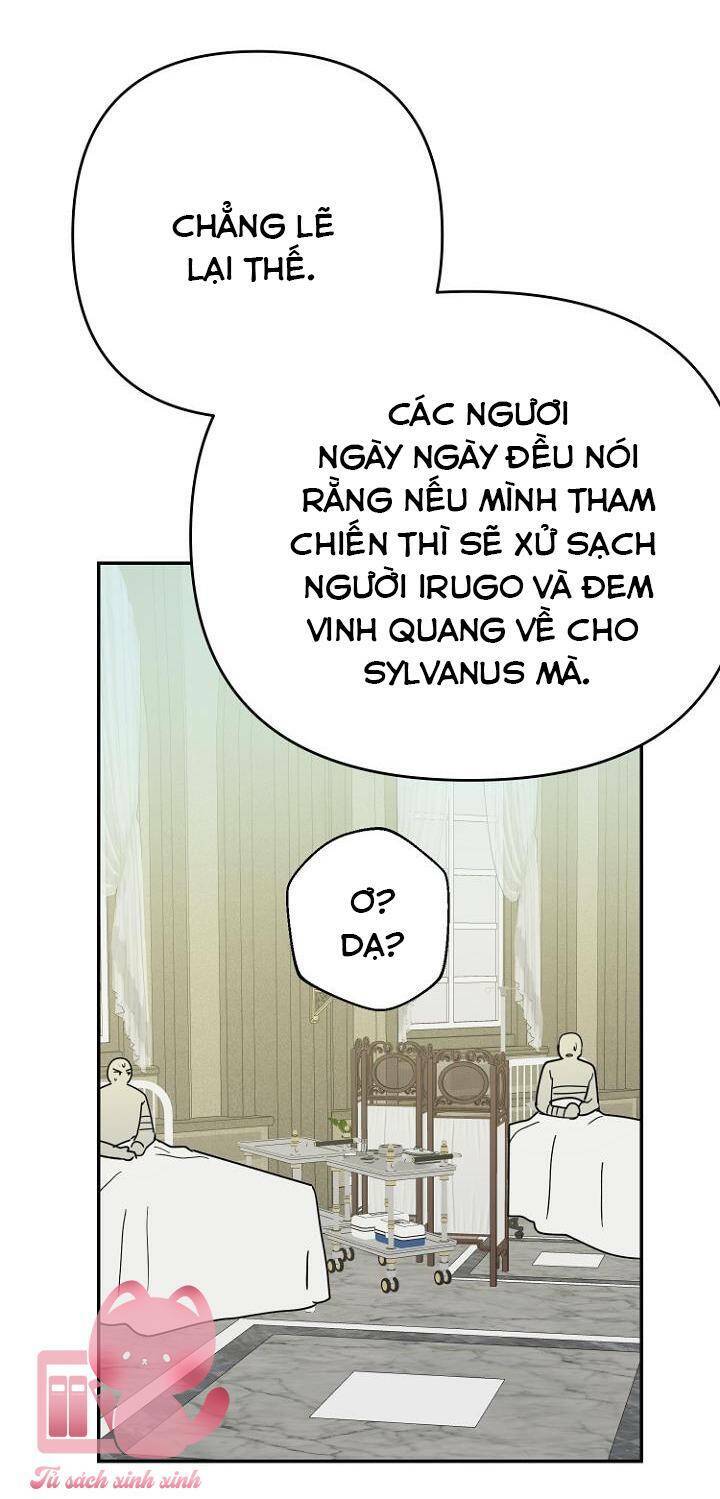 CHẲNG LẼ
LẠI THẾ.
CÁC NGƯƠI
NGÀY NGÀY ĐỀU NÓI
RẰNG NẾU MÌNH THAM
CHIẾN THÌ SẼ XỬ SẠCH
NGƯỜI IRUGO VÀ ĐEM
VINH QUANG VỀ CHO
SYLVANUS MÀ.
Ơ?
DẠ?
Tủ sách xinh xinh